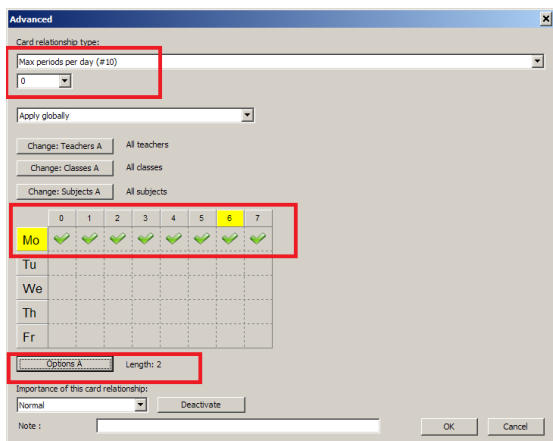 Advanced
Card relationship type:
Max periods per day (#10)
0
Apply globally
Change: Teachers A All teachers
Change: Classes A All classes
Change: Subjects A All subjects
0 1 2 3 4 5 6 7
Mo
Tu
We
Th
Fr
Options A Length: 2
Importance of this card relationship:
Normal Deactivate
Note : OK Cancel